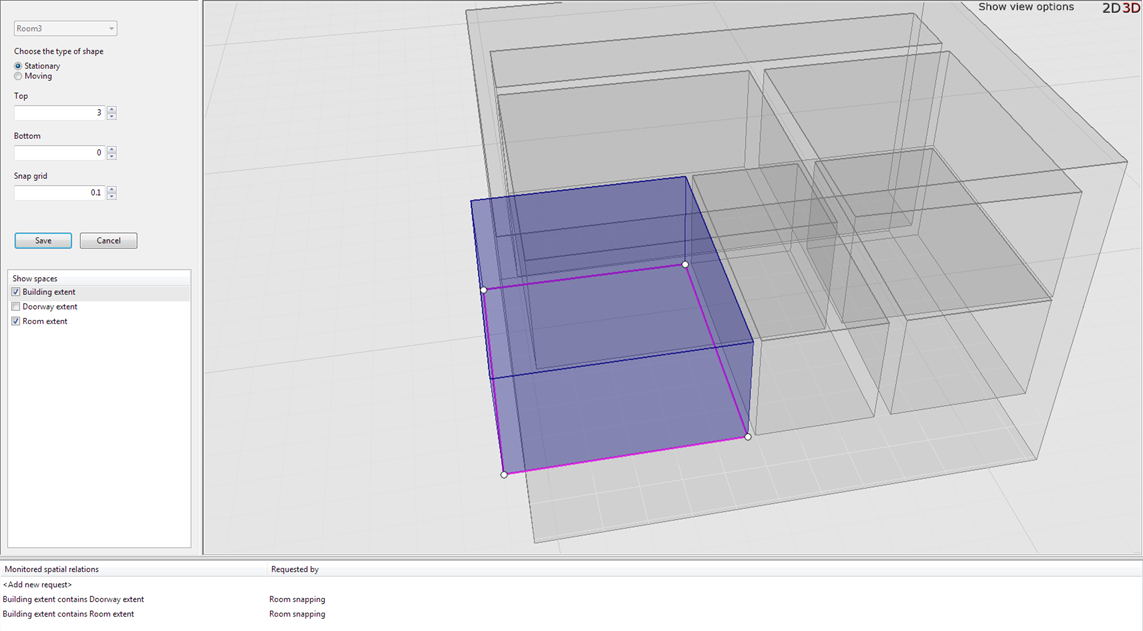 Room3
Choose the type of shape
Stationary
Moving
Top
3
Bottom
0
Snap grid
0.1
Save Cancel
Show spaces
Building extent
Doorway extent
Room extent
Show view options 2D3D
Monitored spatial relations Requested by
<Add new request>
Building extent contains Doorway extent Room snapping
Building extent contains Room extent Room snapping